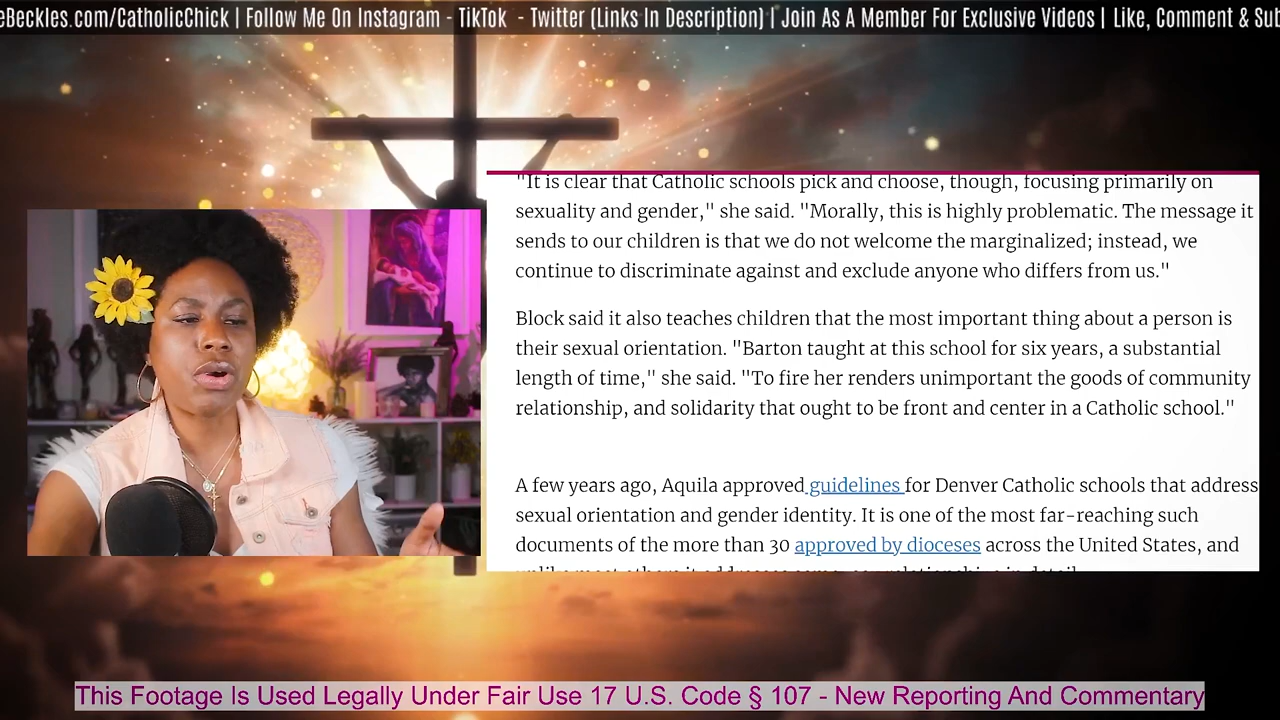 eBeckles.com/CatholicChick | Follow Me On Instagram - TikTok - Twitter (Links In Description) | Join As A Member For Exclusive Videos | Like, Comment & Sub
"It is clear that Catholic schools pick and choose, though, focusing primarily on
sexuality and gender," she said. "Morally, this is highly problematic. The message it
sends to our children is that we do not welcome the marginalized; instead, we
continue to discriminate against and exclude anyone who differs from us."
Block said it also teaches children that the most important thing about a person is
their sexual orientation. "Barton taught at this school for six years, a substantial
length of time," she said. "To fire her renders unimportant the goods of community
relationship, and solidarity that ought to be front and center in a Catholic school."
A few years ago, Aquila approved guidelines for Denver Catholic schools that address
sexual orientation and gender identity. It is one of the most far-reaching such
documents of the more than 30 approved by dioceses across the United States, and
This Footage Is Used Legally Under Fair Use 17 U.S. Code § 107 - New Reporting And Commentary